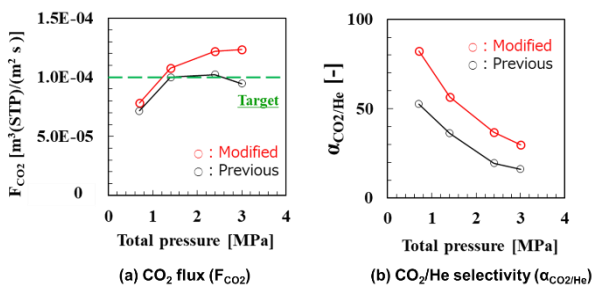 1.5E-04
1.0E-04
5.0E-05
0
F_CO2 [m³(STP)/(m² s)]
Target
○ : Modified
○ : Previous
0 1 2 3 4
Total pressure [MPa]
(a) CO₂ flux (F_CO2)
100
50
0
α_CO2/He [-]
○ : Modified
○ : Previous
0 1 2 3 4
Total pressure [MPa]
(b) CO₂/He selectivity (α_CO2/He)